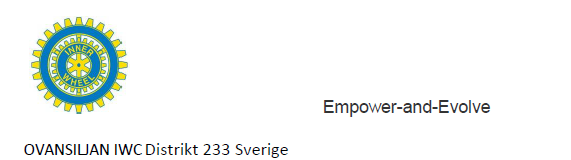 INNER
WHEEL
Empower-and-Evolve
OVANSILJAN IWC Distrikt 233 Sverige